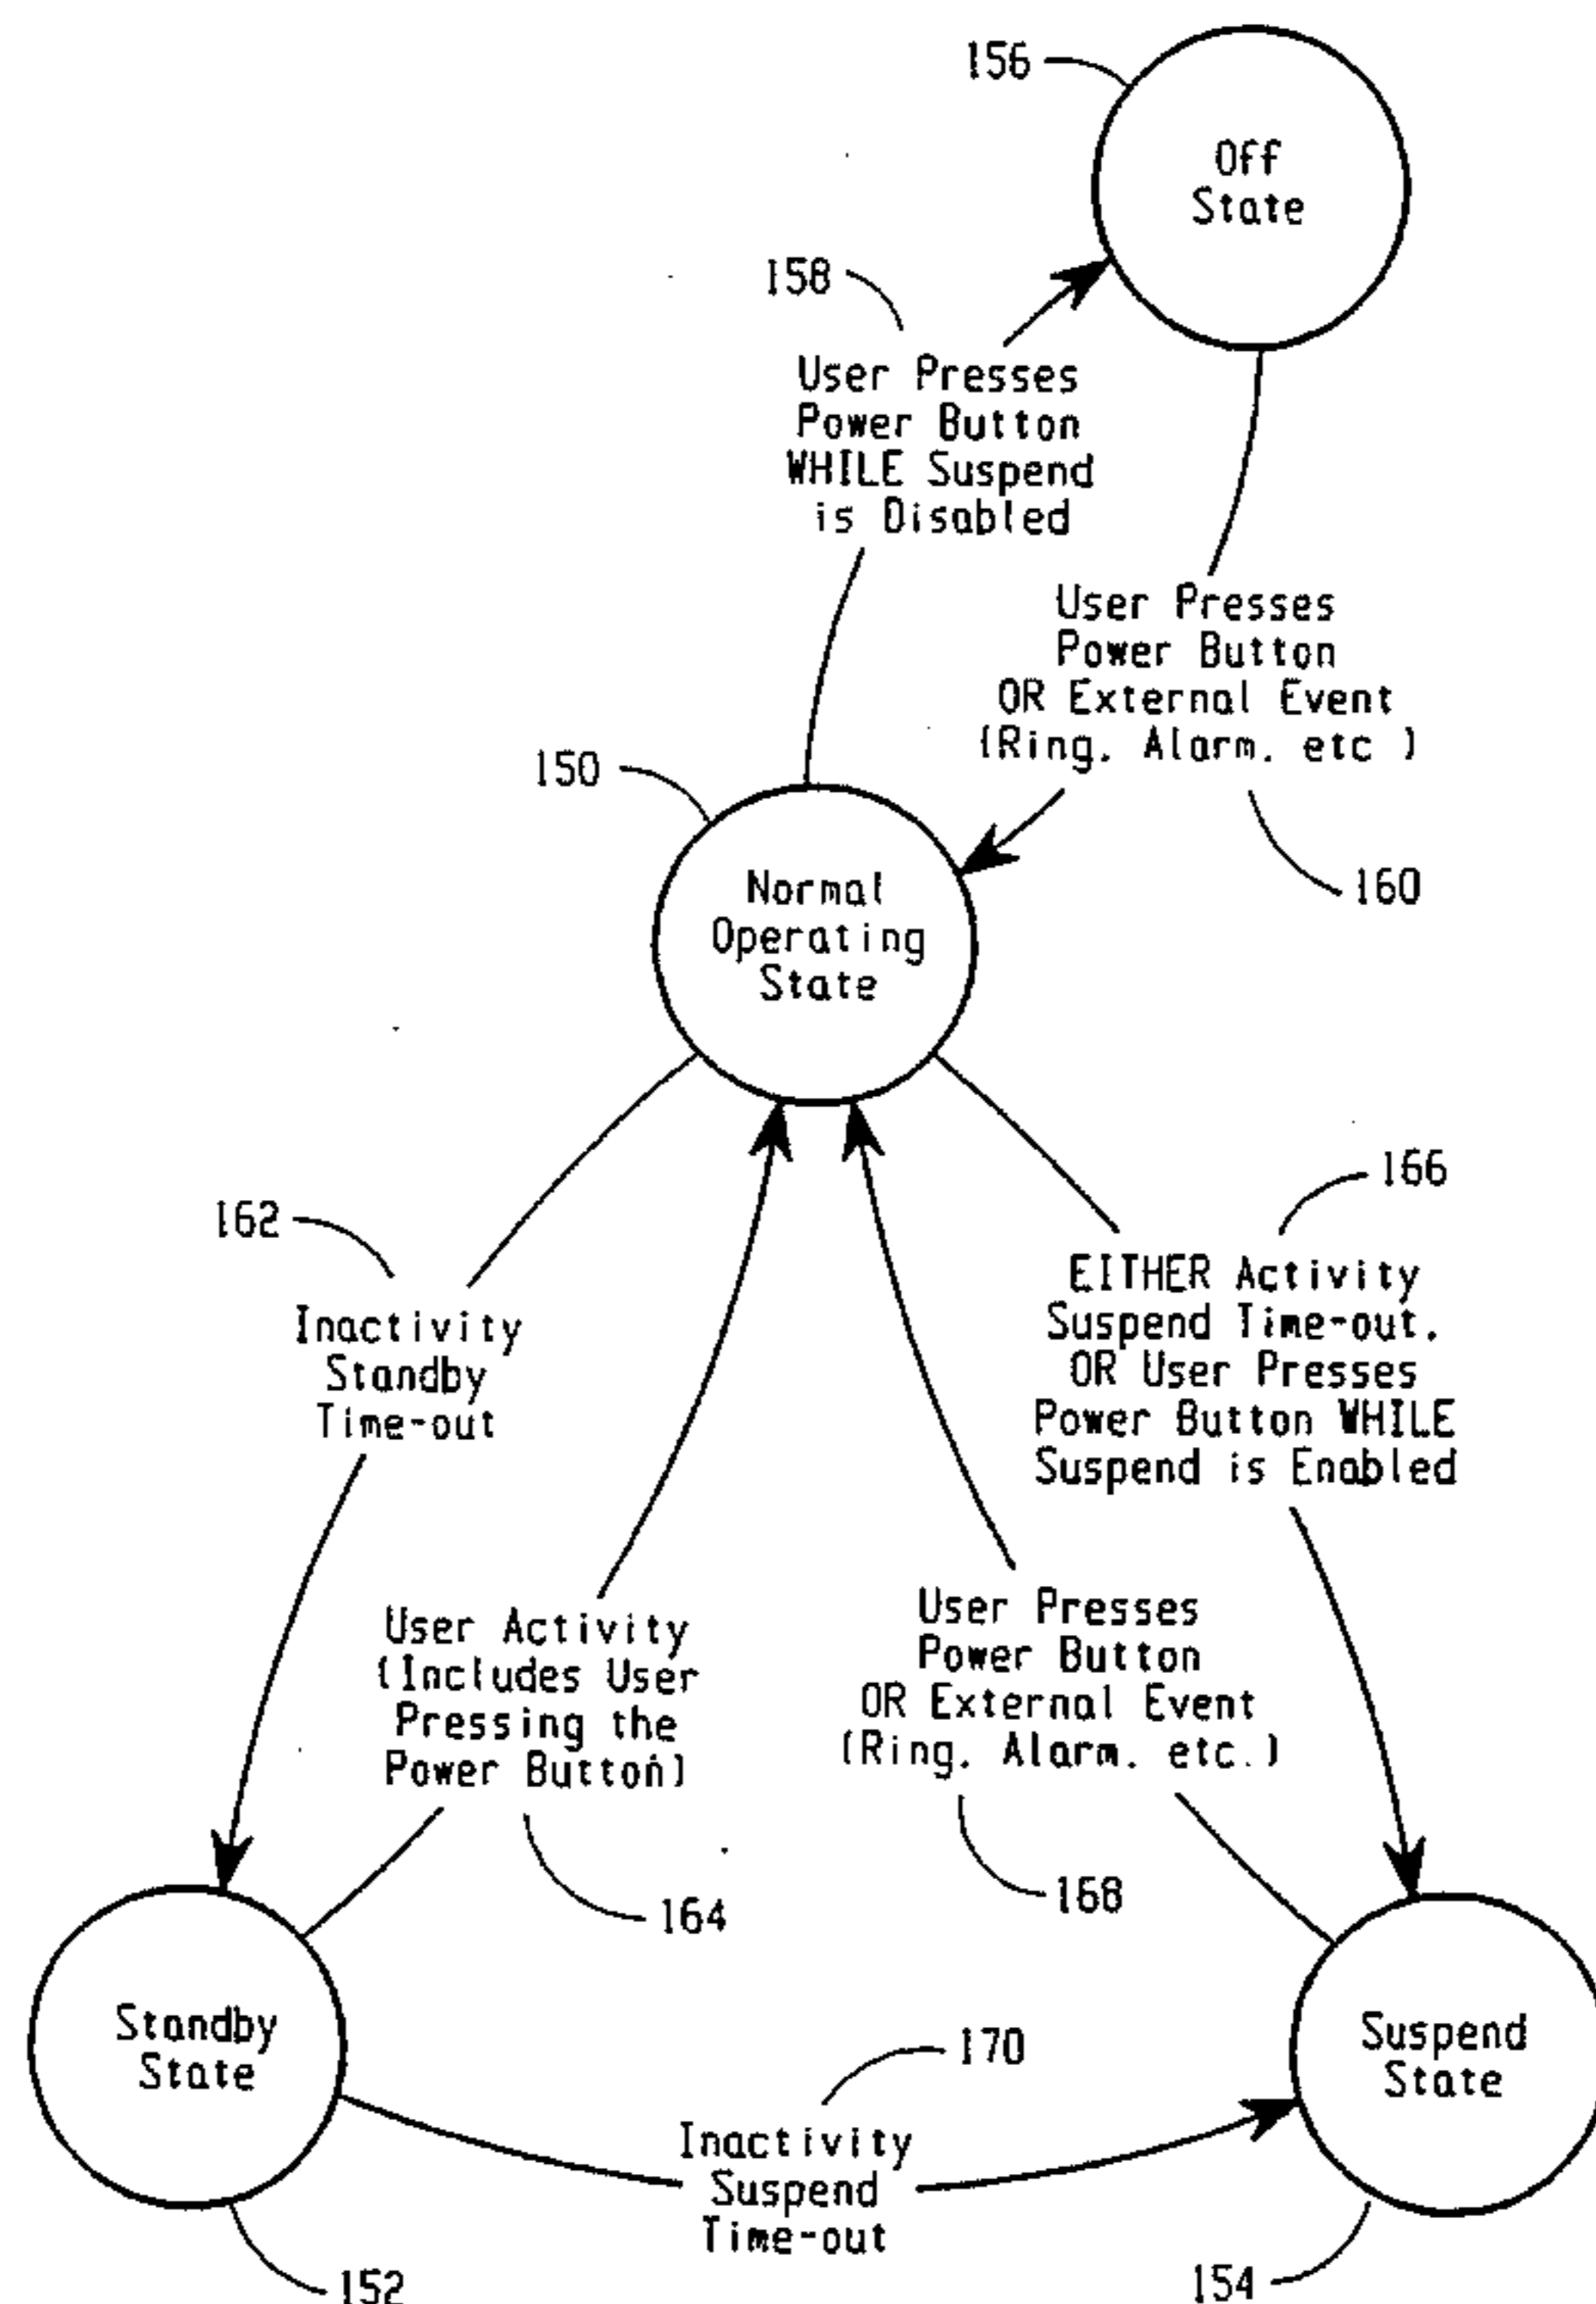 156
Off
State
158
User Presses
Power Button
WHILE Suspend
is Disabled
User Presses
Power Button
OR External Event
(Ring. Alarm. etc )
150
160
Normal
Operating
State
166
162
EITHER Activity
Suspend Time-out.
OR User Presses
Power Button WHILE
Suspend is Enabled
Inactivity
Standby
Time-out
User Activity
(Includes User
Pressing the
Power Button)
User Presses
Power Button
OR External Event
(Ring. Alarm. etc.)
164
168
Standby
State
170
Suspend
State
Inactivity
Suspend
Time-out
152
154